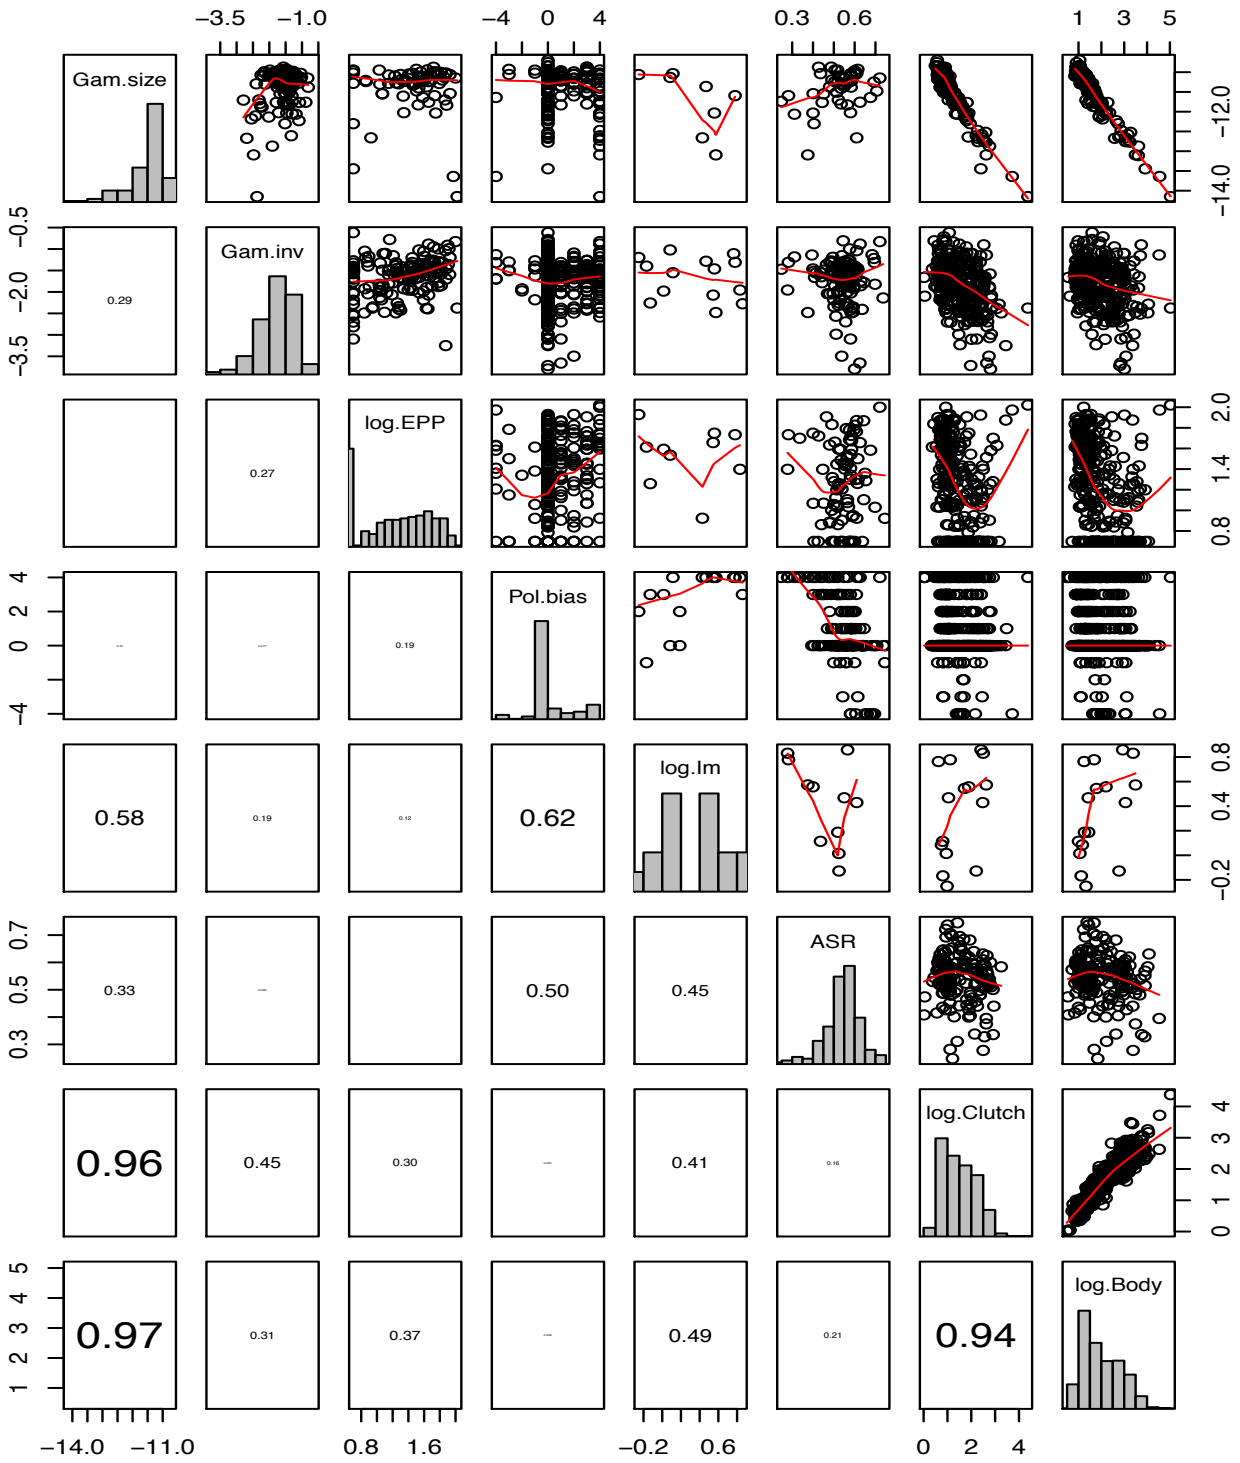 −3.5 −1.0 −4 0 4 0.3 0.6 1 3 5
Gam.size −14.0 −12.0
−3.5 −2.0 −0.5 0.29 Gam.inv
0.27 log.EPP 0.8 1.4 2.0
−4 0 2 4 0.19 Pol.bias
0.58 0.19 0.12 0.62 log.Im −0.2 0.4 0.8
0.3 0.5 0.7 0.33 0.50 0.45 ASR
0.96 0.45 0.30 0.41 0.16 log.Clutch 0 1 2 3 4
1 2 3 4 5 0.97 0.31 0.37 0.49 0.21 0.94 log.Body
−14.0 −11.0 0.8 1.6 −0.2 0.6 0 2 4